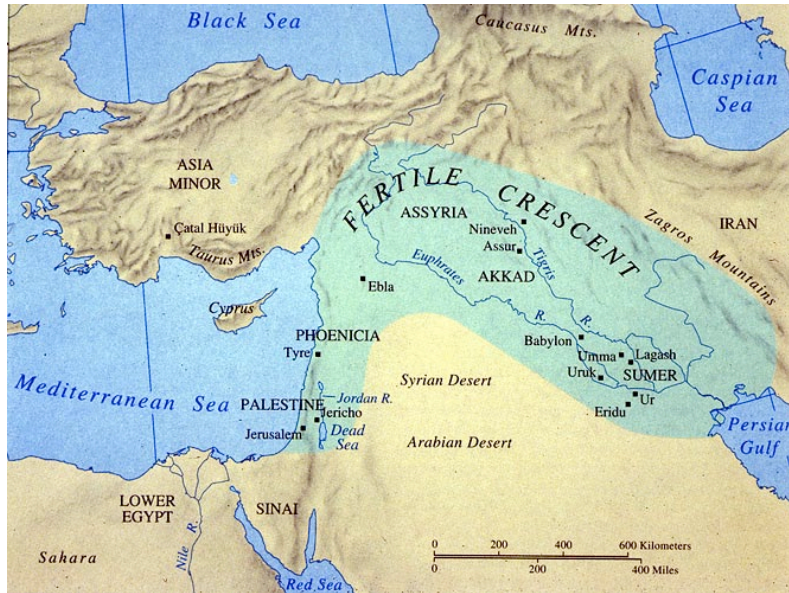 Black Sea
Caucasus Mts.
Caspian
Sea
ASIA
MINOR
FERTILE CRESCENT
ASSYRIA
Nineveh
Assur
Tigris
R.
Zagros
Mountains
IRAN
Çatal Hüyük
Taurus Mts.
Euphrates
R.
AKKAD
Ebla
Cyprus
PHOENICIA
Tyre
Babylon
Umma
Lagash
Uruk
SUMER
Ur
Eridu
Mediterranean Sea
Syrian Desert
PALESTINE
Jordan R.
Jericho
Jerusalem
Dead
Sea
Arabian Desert
Persian
Gulf
LOWER
EGYPT
SINAI
Nile R.
Sahara
Red Sea
0 200 400 600 Kilometers
0 200 400 Miles